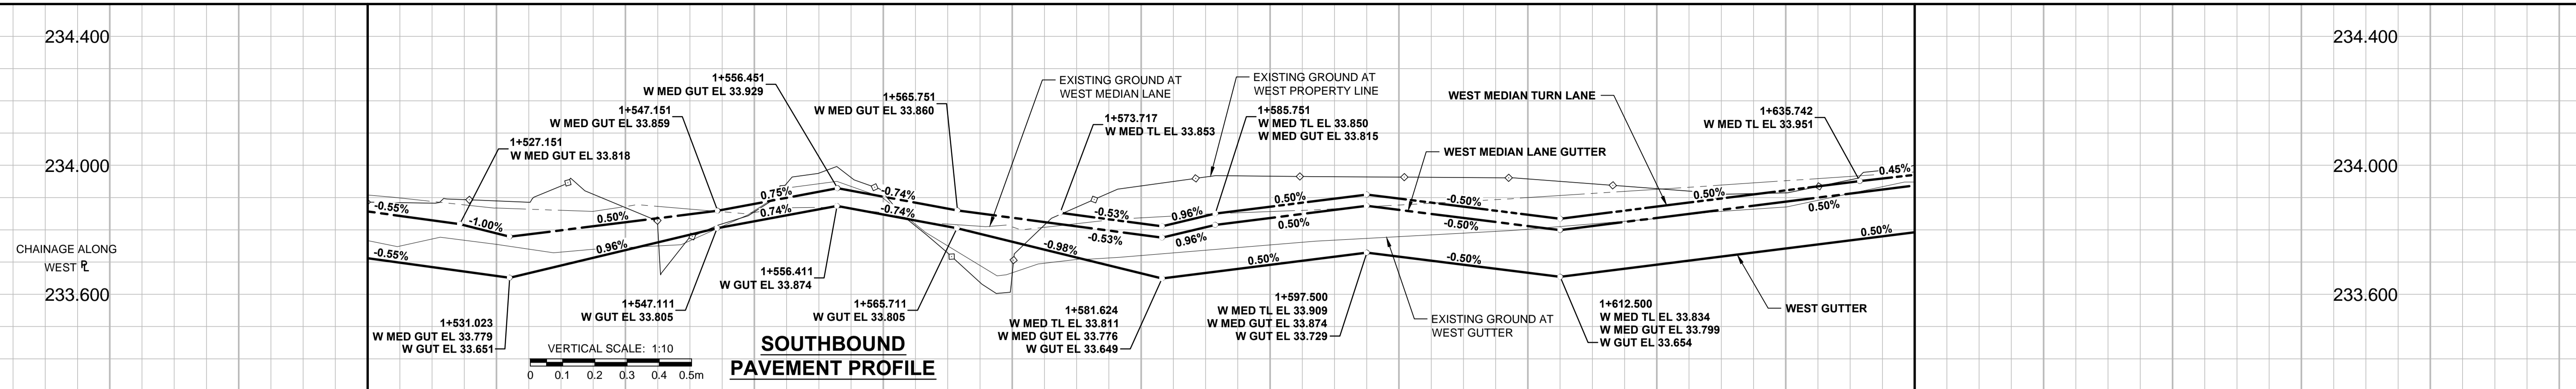 234.400
234.400
1+556.451
W MED GUT EL 33.929
EXISTING GROUND AT
WEST MEDIAN LANE
EXISTING GROUND AT
WEST PROPERTY LINE
1+565.751
W MED GUT EL 33.860
WEST MEDIAN TURN LANE
1+547.151
W MED GUT EL 33.859
1+573.717
W MED TL EL 33.853
1+585.751
W MED TL EL 33.850
W MED GUT EL 33.815
1+635.742
W MED TL EL 33.951
1+527.151
W MED GUT EL 33.818
WEST MEDIAN LANE GUTTER
234.000
234.000
-0.55%
-1.00%
0.50%
0.75%
-0.74%
-0.53%
0.96%
0.50%
-0.50%
0.50%
0.45%
-0.55%
0.96%
0.74%
-0.74%
-0.98%
-0.53%
0.96%
0.50%
-0.50%
0.50%
0.50%
-0.50%
0.50%
CHAINAGE ALONG
WEST ℙL
233.600
233.600
1+531.023
W MED GUT EL 33.779
W GUT EL 33.651
1+547.111
W GUT EL 33.805
1+556.411
W GUT EL 33.874
1+565.711
W GUT EL 33.805
1+581.624
W MED TL EL 33.811
W MED GUT EL 33.776
W GUT EL 33.649
1+597.500
W MED TL EL 33.909
W MED GUT EL 33.874
W GUT EL 33.729
EXISTING GROUND AT
WEST GUTTER
1+612.500
W MED TL EL 33.834
W MED GUT EL 33.799
W GUT EL 33.654
WEST GUTTER
VERTICAL SCALE: 1:10
0 0.1 0.2 0.3 0.4 0.5m
SOUTHBOUND
PAVEMENT PROFILE